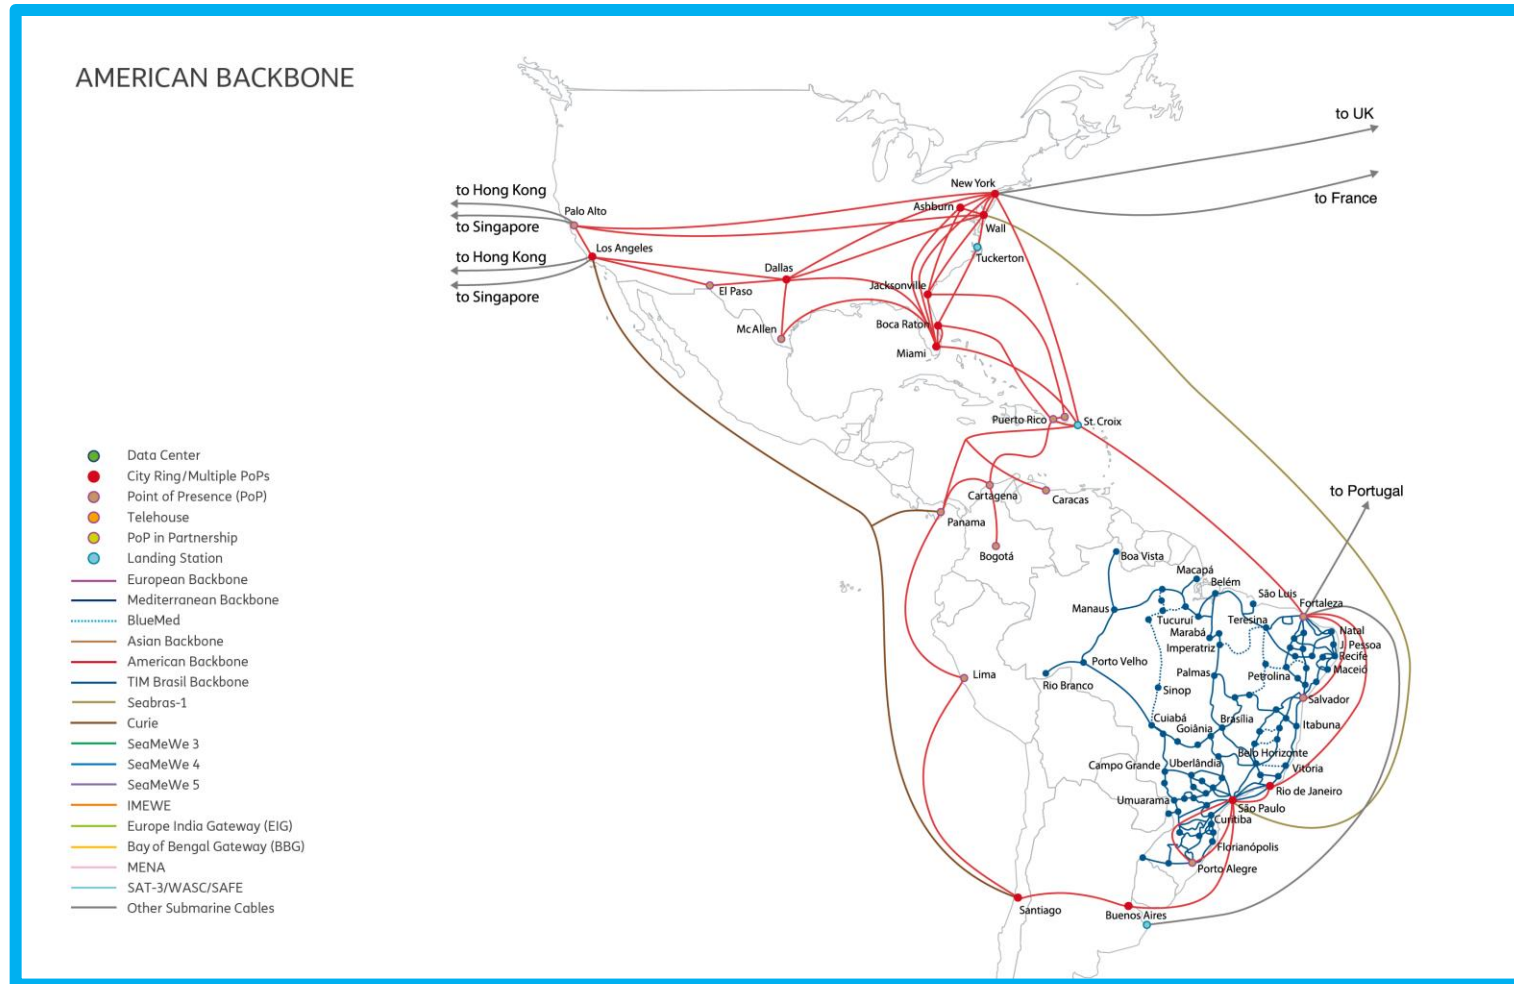 AMERICAN BACKBONE
to UK
to France
to Hong Kong
to Singapore
to Hong Kong
to Singapore
Palo Alto
Los Angeles
New York
Ashburn
Wall
Tuckerton
Dallas
El Paso
McAllen
Jacksonville
Boca Raton
Miami
Puerto Rico
St. Croix
Cartagena
Caracas
Panama
Bogotá
to Portugal
Boa Vista
Macapá
Belém
São Luis
Fortaleza
Manaus
Tucuruí
Teresina
Marabá
Natal
Imperatriz
J. Pessoa
Recife
Porto Velho
Palmas
Petrolina
Maceió
Lima
Rio Branco
Sinop
Salvador
Cuiabá
Brasília
Goiânia
Itabuna
Belo Horizonte
Campo Grande
Uberlândia
Vitória
Rio de Janeiro
Umuarama
São Paulo
Curitiba
Florianópolis
Porto Alegre
Santiago
Buenos Aires
Data Center
City Ring/Multiple PoPs
Point of Presence (PoP)
Telehouse
PoP in Partnership
Landing Station
European Backbone
Mediterranean Backbone
BlueMed
Asian Backbone
American Backbone
TIM Brasil Backbone
Seabras-1
Curie
SeaMeWe 3
SeaMeWe 4
SeaMeWe 5
IMEWE
Europe India Gateway (EIG)
Bay of Bengal Gateway (BBG)
MENA
SAT-3/WASC/SAFE
Other Submarine Cables